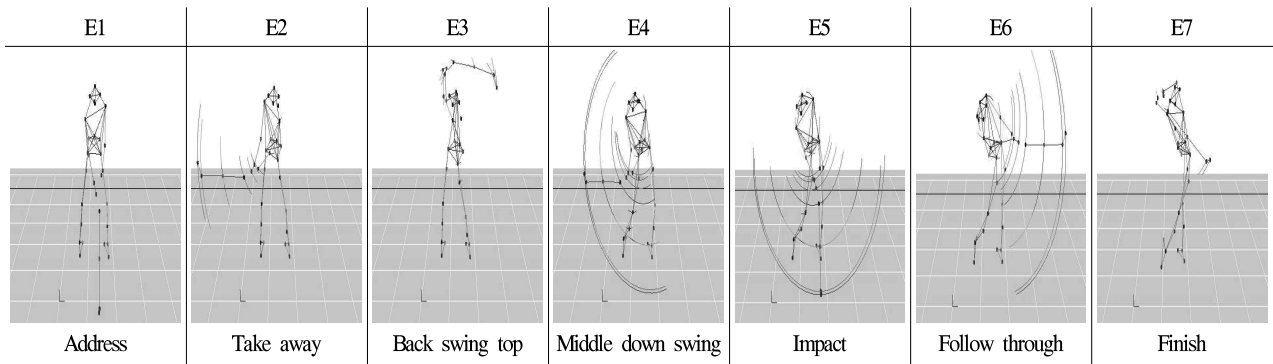 E1 E2 E3 E4 E5 E6 E7
Address Take away Back swing top Middle down swing Impact Follow through Finish